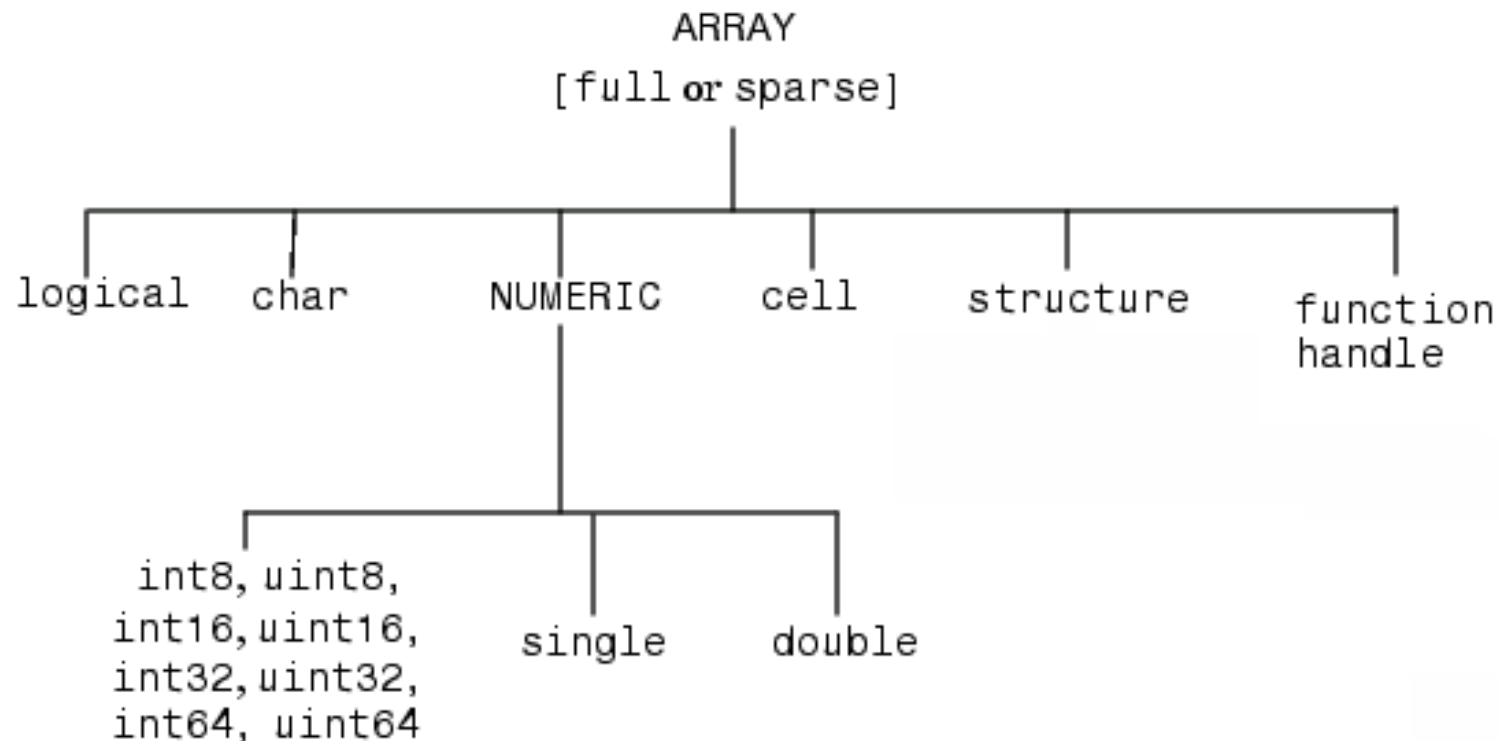 ARRAY
[full or sparse]
logical char NUMERIC cell structure function
handle
int8, uint8,
int16, uint16,
int32, uint32,
int64, uint64
single double